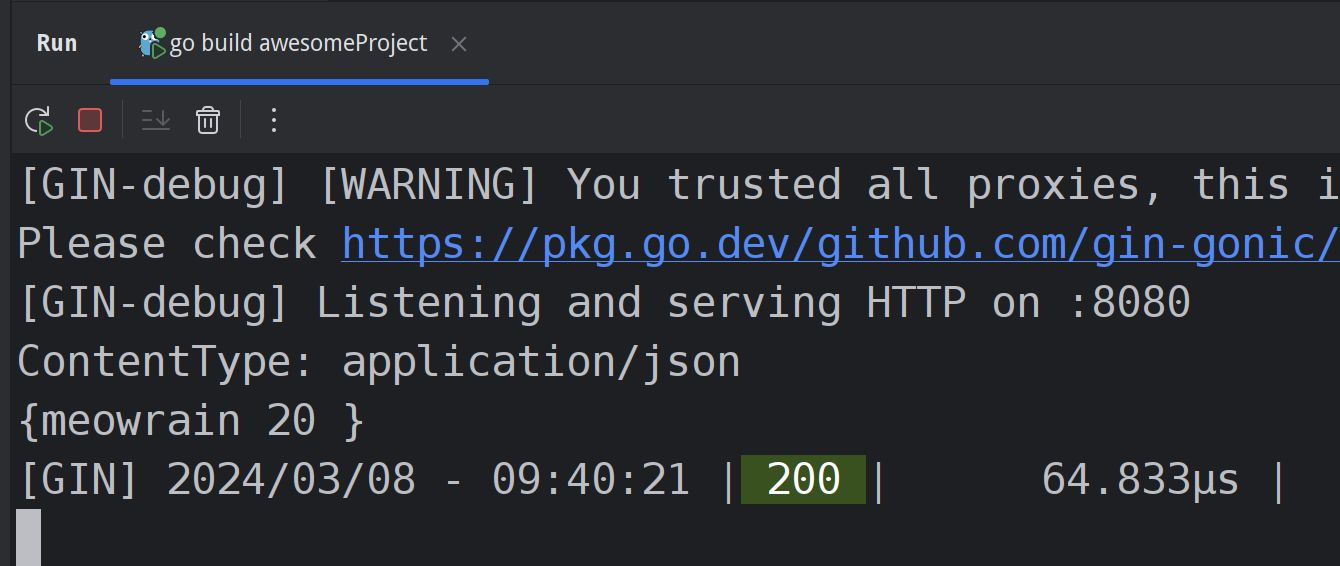 Run go build awesomeProject
[GIN-debug] [WARNING] You trusted all proxies, this i
Please check https://pkg.go.dev/github.com/gin-gonic/
[GIN-debug] Listening and serving HTTP on :8080
ContentType: application/json
{meowrain 20 }
[GIN] 2024/03/08 - 09:40:21 | 200 | 64.833µs |